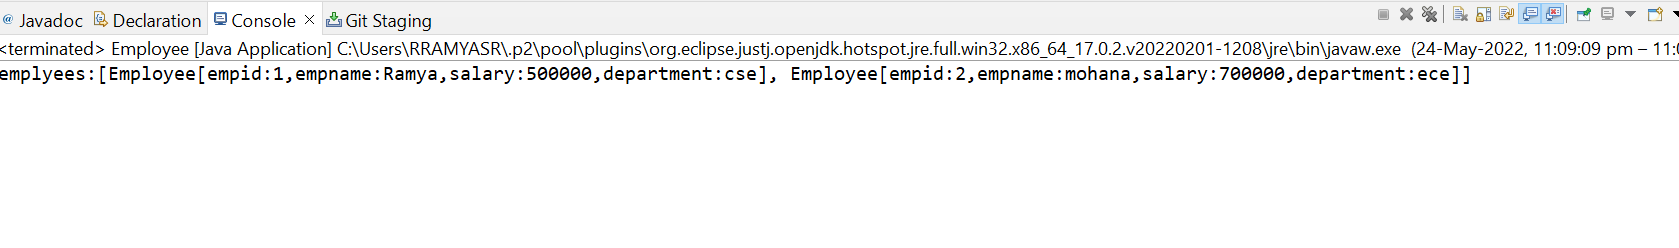 @ Javadoc Declaration Console × Git Staging
<terminated> Employee [Java Application] C:\Users\RRAMYASR\.p2\pool\plugins\org.eclipse.justj.openjdk.hotspot.jre.full.win32.x86_64_17.0.2.v20220201-1208\jre\bin\javaw.exe (24-May-2022, 11:09:09 pm – 11:0
emplyees:[Employee[empid:1,empname:Ramya,salary:500000,department:cse], Employee[empid:2,empname:mohana,salary:700000,department:ece]]